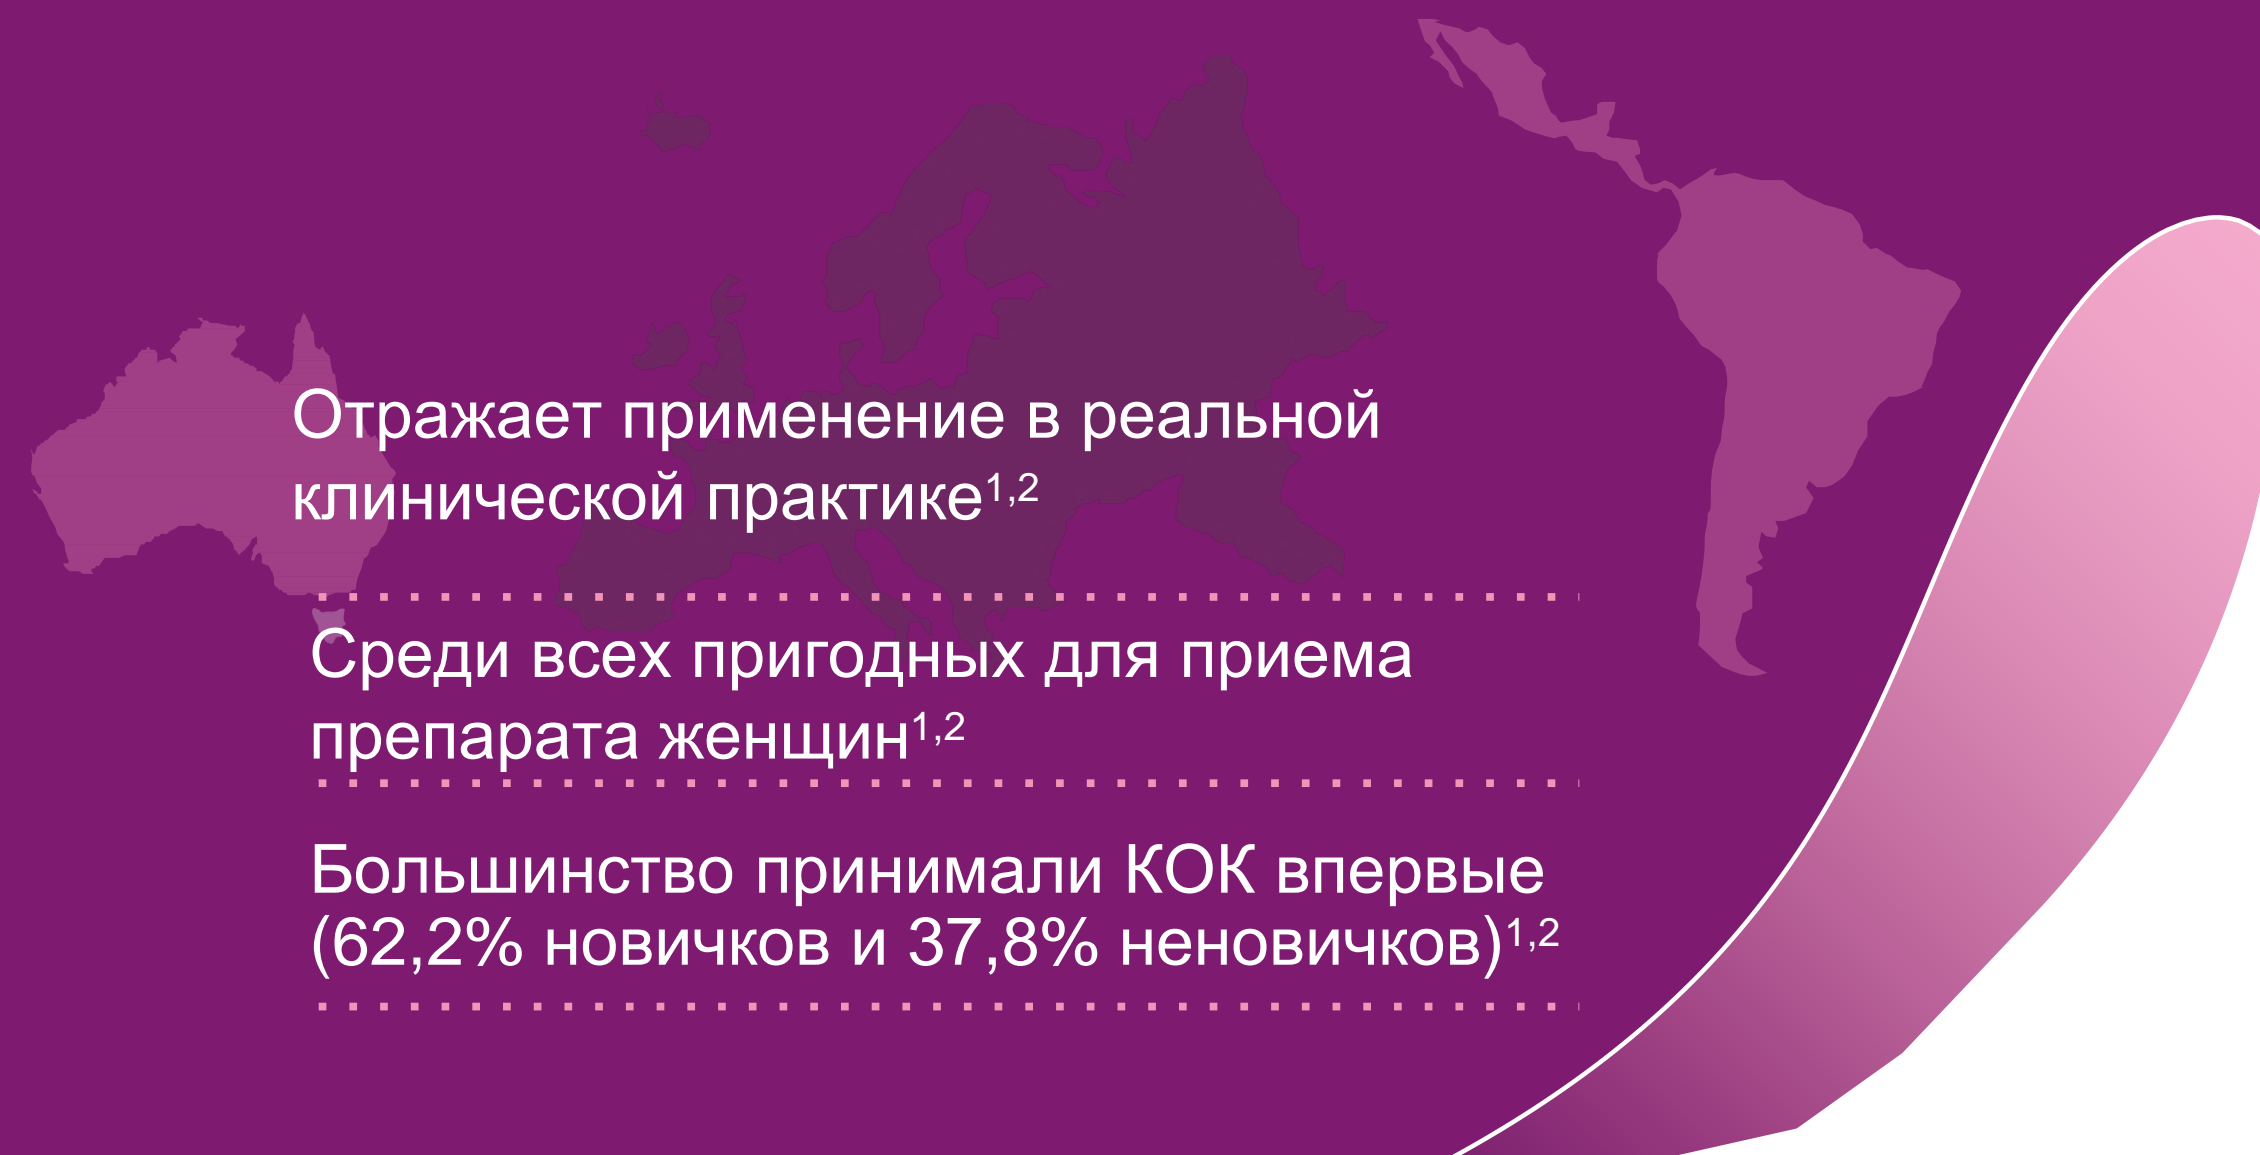 Отражает применение в реальной
клинической практике1,2
Среди всех пригодных для приема
препарата женщин1,2
Большинство принимали КОК впервые
(62,2% новичков и 37,8% неновичков)1,2